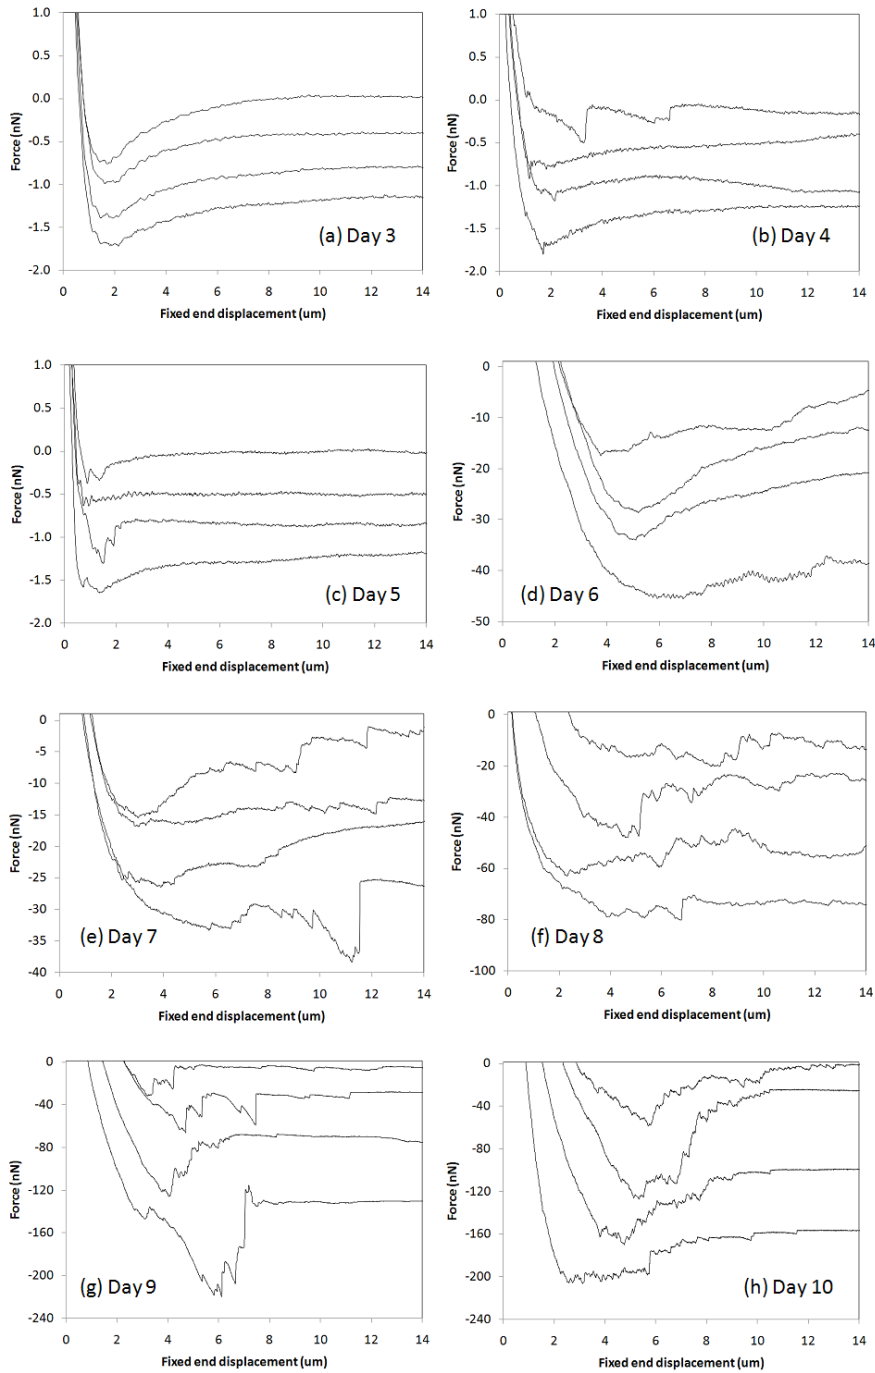 1.0
0.5
0.0
-0.5
-1.0
-1.5
-2.0
Force (nN)
0 2 4 6 8 10 12 14
Fixed end displacement (um)
(a) Day 3
1.0
0.5
0.0
-0.5
-1.0
-1.5
-2.0
Force (nN)
0 2 4 6 8 10 12 14
Fixed end displacement (um)
(b) Day 4
1.0
0.5
0.0
-0.5
-1.0
-1.5
-2.0
Force (nN)
0 2 4 6 8 10 12 14
Fixed end displacement (um)
(c) Day 5
0
-10
-20
-30
-40
-50
Force (nN)
0 2 4 6 8 10 12 14
Fixed end displacement (um)
(d) Day 6
0
-5
-10
-15
-20
-25
-30
-35
-40
Force (nN)
0 2 4 6 8 10 12 14
Fixed end displacement (um)
(e) Day 7
0
-20
-40
-60
-80
-100
Force (nN)
0 2 4 6 8 10 12 14
Fixed end displacement (um)
(f) Day 8
0
-40
-80
-120
-160
-200
-240
Force (nN)
0 2 4 6 8 10 12 14
Fixed end displacement (um)
(g) Day 9
0
-40
-80
-120
-160
-200
-240
Force (nN)
0 2 4 6 8 10 12 14
Fixed end displacement (um)
(h) Day 10